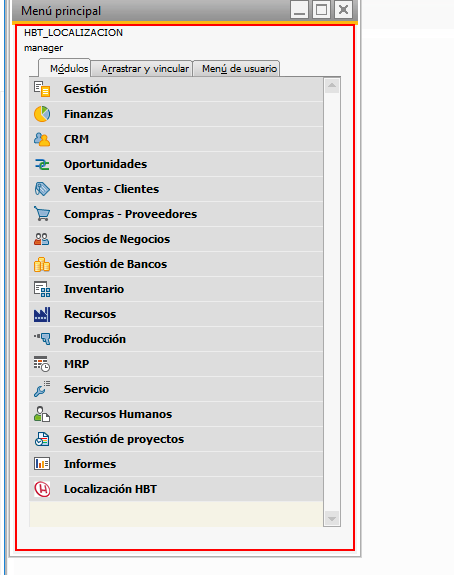 Menú principal
HBT_LOCALIZACION
manager
Módulos Arrastrar y vincular Menú de usuario
Gestión
Finanzas
CRM
Oportunidades
Ventas - Clientes
Compras - Proveedores
Socios de Negocios
Gestión de Bancos
Inventario
Recursos
Producción
MRP
Servicio
Recursos Humanos
Gestión de proyectos
Informes
Localización HBT